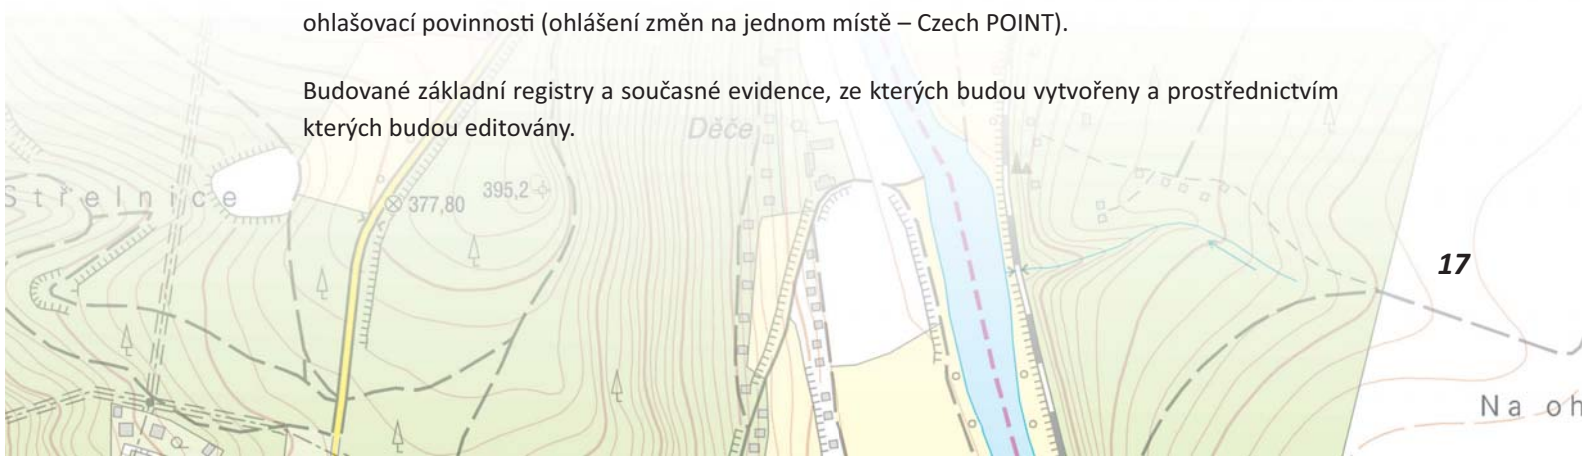 ohlašovací povinnosti (ohlášení změn na jednom místě – Czech POINT).
Budované základní registry a současné evidence, ze kterých budou vytvořeny a prostřednictvím
kterých budou editovány.
Děče
Střelnice
377,80
395,2
17
Na oh